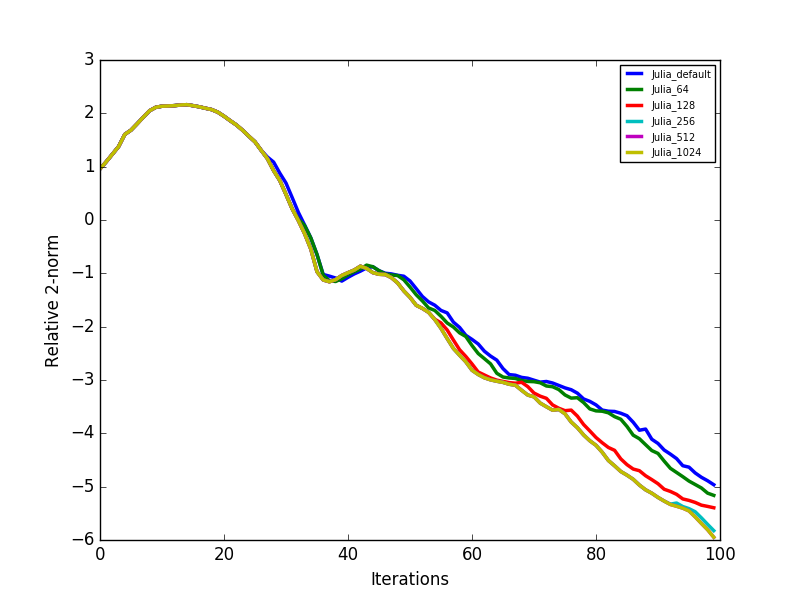 3
2
1
0
−1
−2
−3
−4
−5
−6
Relative 2-norm
0 20 40 60 80 100
Iterations
Julia_default
Julia_64
Julia_128
Julia_256
Julia_512
Julia_1024